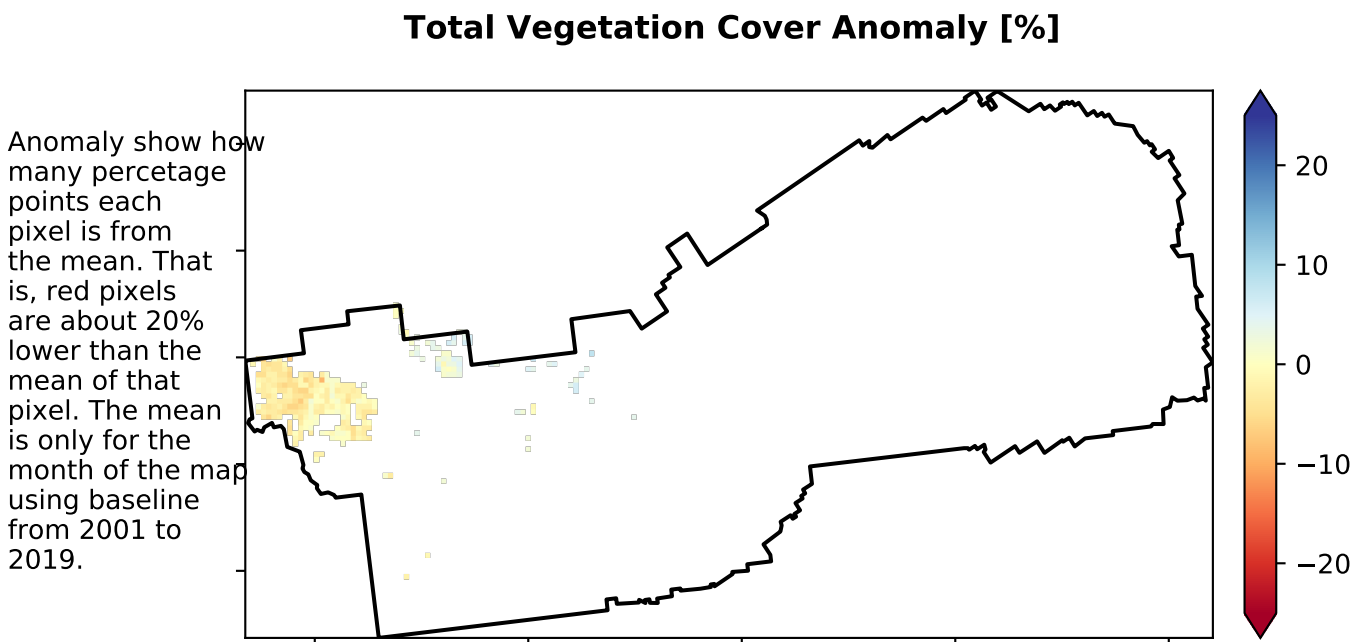 Total Vegetation Cover Anomaly [%]
Anomaly show how
many percetage
points each
pixel is from
the mean. That
is, red pixels
are about 20%
lower than the
mean of that
pixel. The mean
is only for the
month of the map
using baseline
from 2001 to
2019.
20
10
0
−10
−20